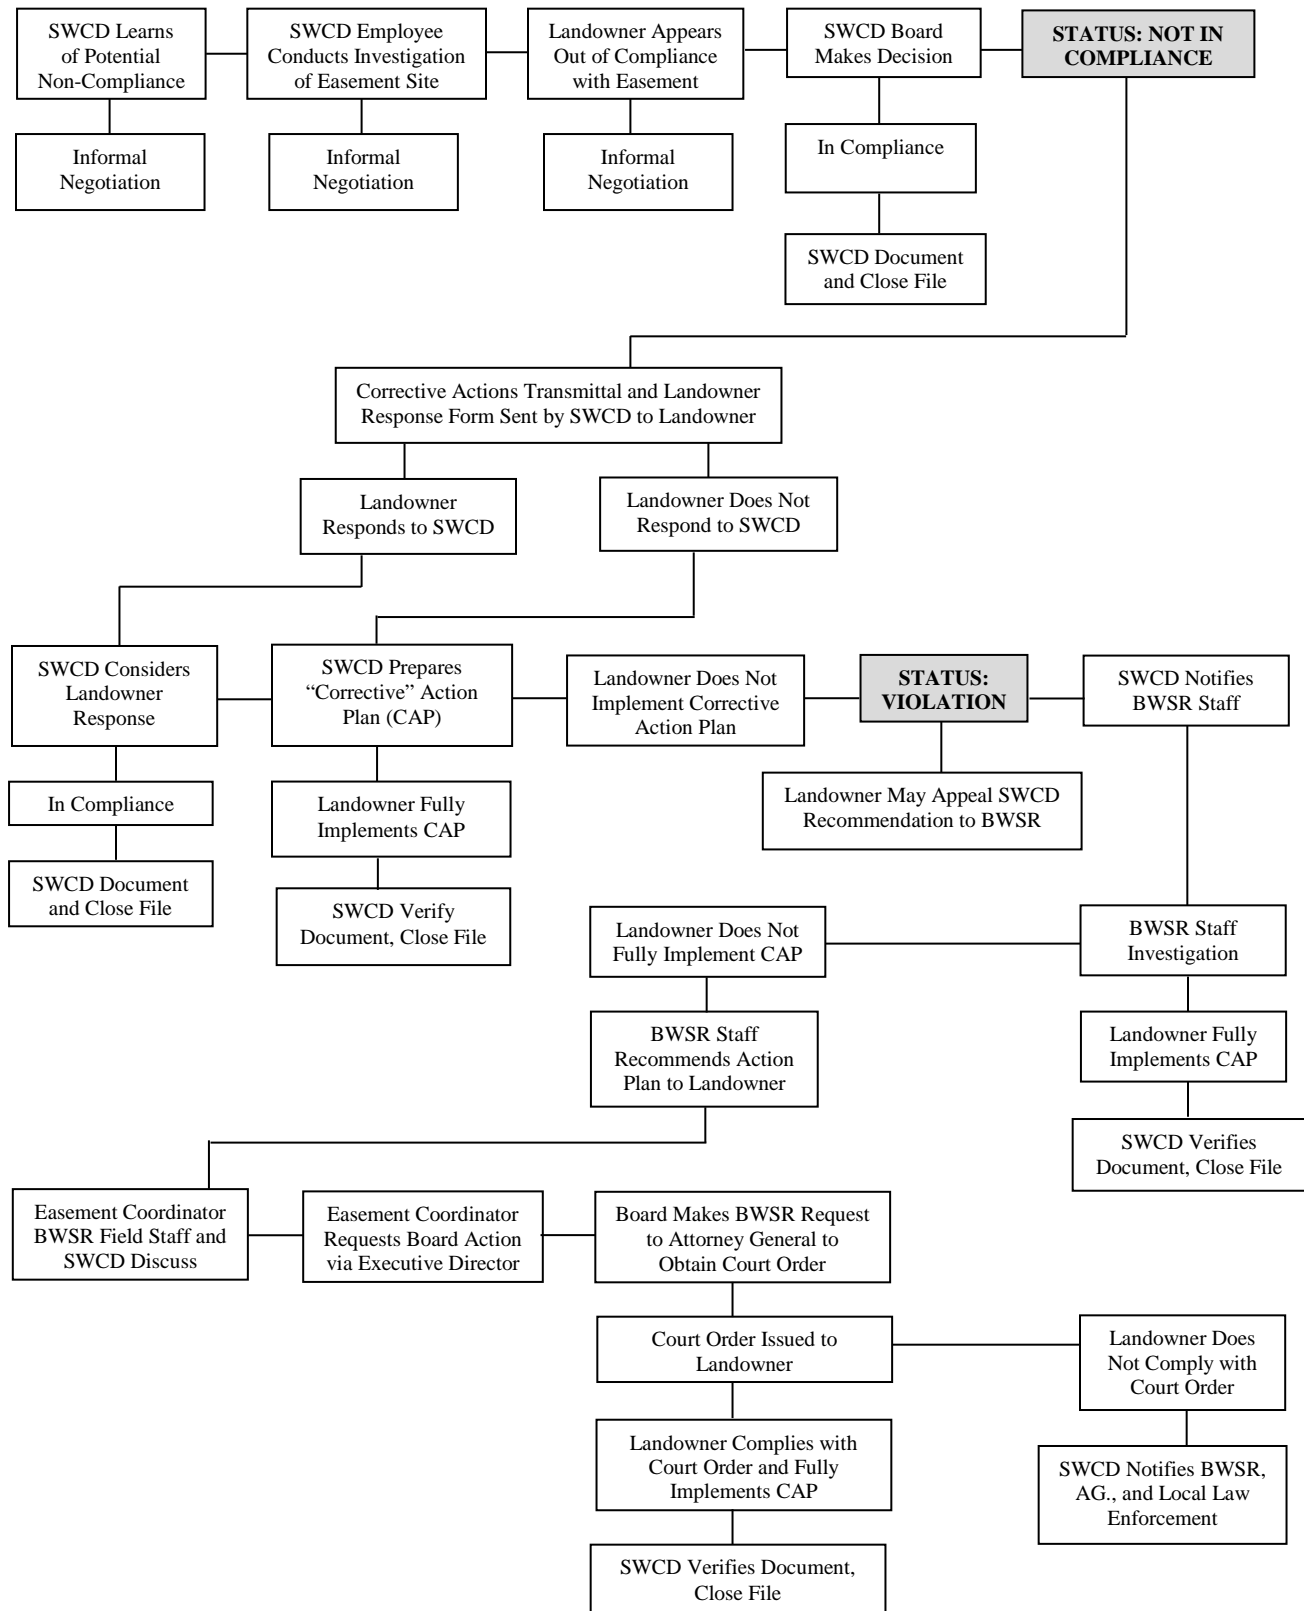 SWCD Learns
of Potential
Non-Compliance
SWCD Employee
Conducts Investigation
of Easement Site
Landowner Appears
Out of Compliance
with Easement
SWCD Board
Makes Decision
STATUS: NOT IN
COMPLIANCE
Informal
Negotiation
Informal
Negotiation
Informal
Negotiation
In Compliance
SWCD Document
and Close File
Corrective Actions Transmittal and Landowner
Response Form Sent by SWCD to Landowner
Landowner
Responds to SWCD
Landowner Does Not
Respond to SWCD
SWCD Considers
Landowner
Response
SWCD Prepares
“Corrective” Action
Plan (CAP)
Landowner Does Not
Implement Corrective
Action Plan
STATUS:
VIOLATION
SWCD Notifies
BWSR Staff
In Compliance
Landowner Fully
Implements CAP
Landowner May Appeal SWCD
Recommendation to BWSR
SWCD Document
and Close File
SWCD Verify
Document, Close File
Landowner Does Not
Fully Implement CAP
BWSR Staff
Investigation
BWSR Staff
Recommends Action
Plan to Landowner
Landowner Fully
Implements CAP
SWCD Verifies
Document, Close File
Easement Coordinator
BWSR Field Staff and
SWCD Discuss
Easement Coordinator
Requests Board Action
via Executive Director
Board Makes BWSR Request
to Attorney General to
Obtain Court Order
Court Order Issued to
Landowner
Landowner Does
Not Comply with
Court Order
Landowner Complies with
Court Order and Fully
Implements CAP
SWCD Notifies BWSR,
AG., and Local Law
Enforcement
SWCD Verifies Document,
Close File